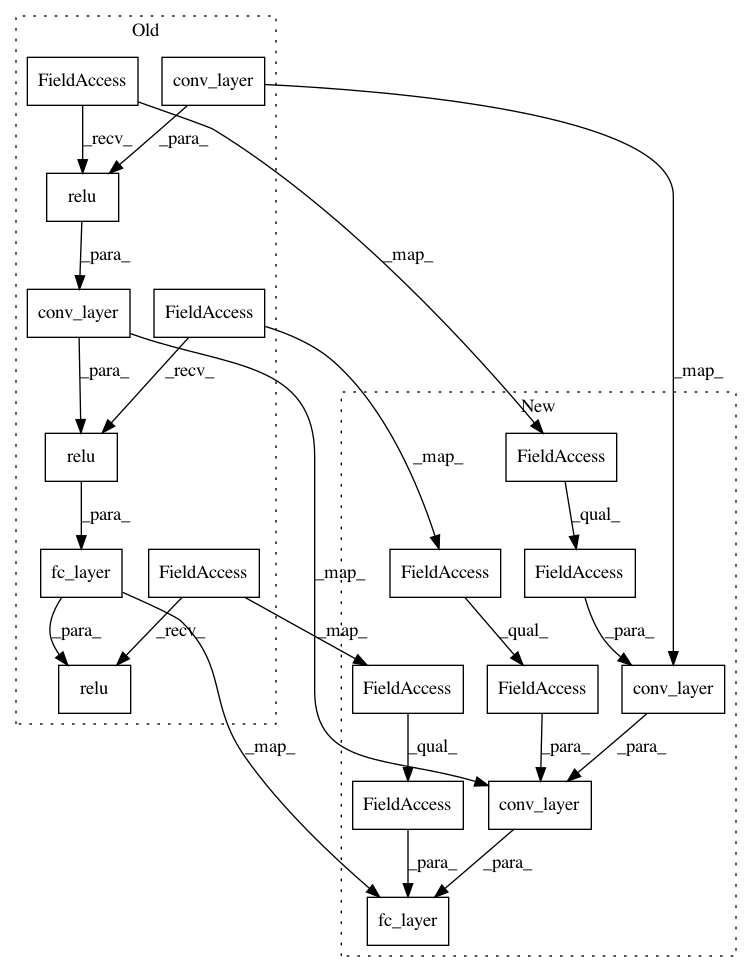 Old
FieldAccess
conv_layer
_recv_
_para_
relu
_para_
_map_
conv_layer
FieldAccess
_para_
_recv_
_map_
New
relu
_map_
FieldAccess
_para_
_qual_
fc_layer
FieldAccess
FieldAccess
FieldAccess
_map_
_para_
_recv_
_map_
_qual_
_para_
relu
FieldAccess
FieldAccess
conv_layer
_map_
_qual_
_para_
_para_
FieldAccess
conv_layer
_para_
_para_
fc_layer